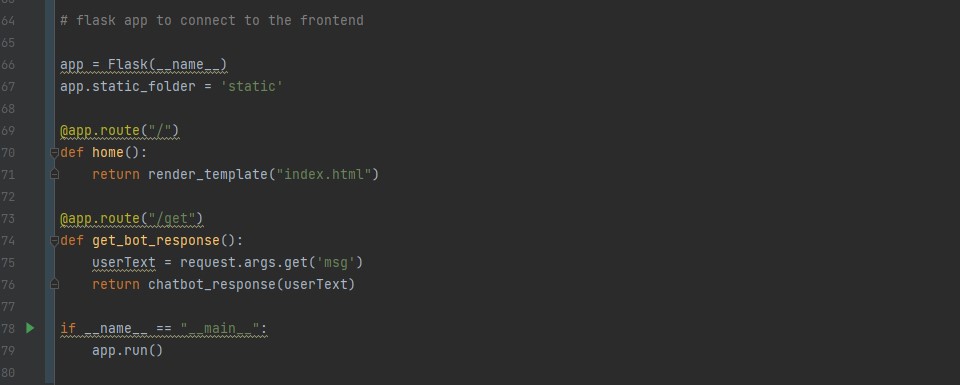 64 # flask app to connect to the frontend
65
66 app = Flask(__name__)
67 app.static_folder = 'static'
68
69 @app.route("/")
70 def home():
71     return render_template("index.html")
72
73 @app.route("/get")
74 def get_bot_response():
75     userText = request.args.get('msg')
76     return chatbot_response(userText)
77
78 if __name__ == "__main__":
79     app.run()
80